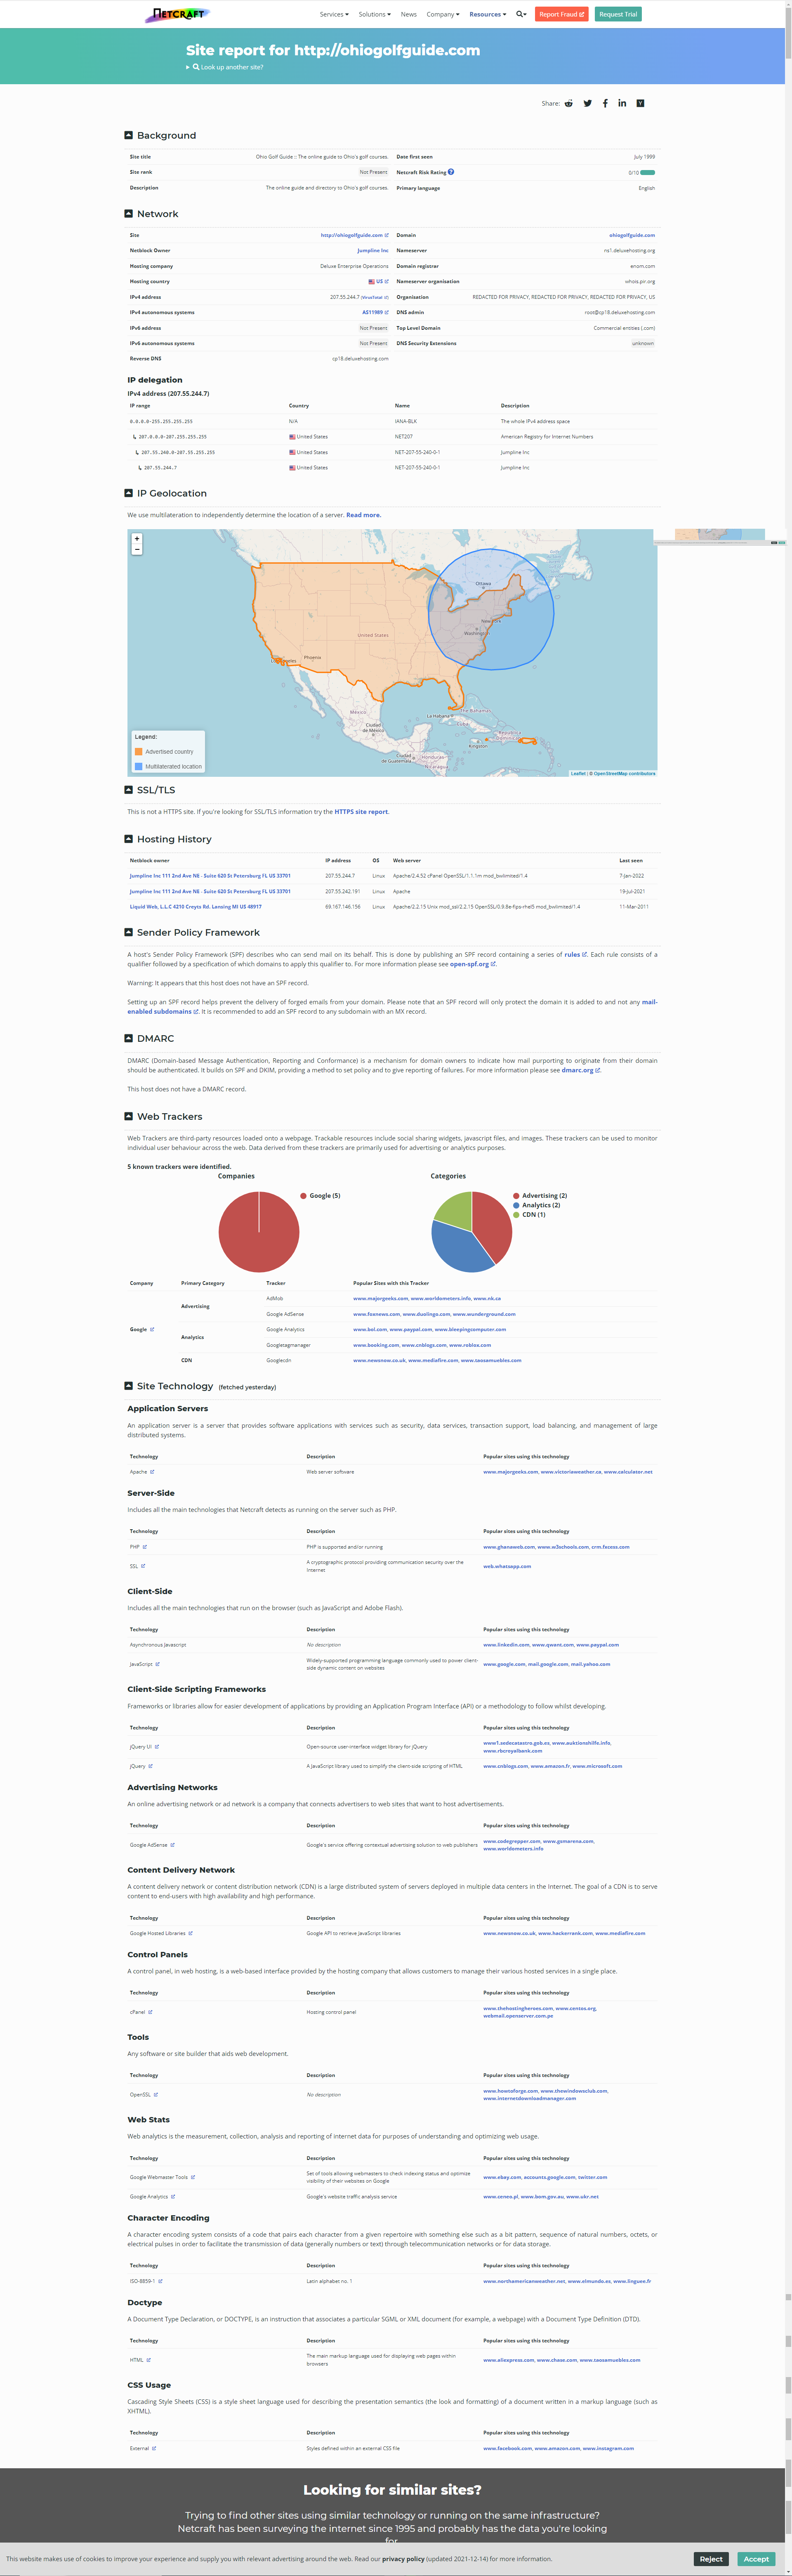 NETCRAFT
Services Solutions News Company Resources Report Fraud Request Trial
Site report for http://ohiogolfguide.com
Look up another site?
Share:
Background
Site title Ohio Golf Guide :: The online guide to Ohio's golf courses. Date first seen July 1999
Site rank Not Present Netcraft Risk Rating 0/10
Description The online guide and directory to Ohio's golf courses. Primary language English
Network
Site http://ohiogolfguide.com Domain ohiogolfguide.com
Netblock Owner Jumpline Inc Nameserver ns1.deluxehosting.org
Hosting company Deluxe Enterprise Operations Domain registrar enom.com
Hosting country US Nameserver organisation whois.pir.org
IPv4 address 207.55.244.7 (VirusTotal) Organisation REDACTED FOR PRIVACY, REDACTED FOR PRIVACY, REDACTED FOR PRIVACY, US
IPv4 autonomous systems AS11989 DNS admin root@cp18.deluxehosting.com
IPv6 address Not Present Top Level Domain Commercial entities (.com)
IPv6 autonomous systems Not Present DNS Security Extensions unknown
Reverse DNS cp18.deluxehosting.com
IP delegation
IPv4 address (207.55.244.7)
IP range Country Name Description
0.0.0.0-255.255.255.255 N/A IANA-BLK The whole IPv4 address space
↳ 207.0.0.0-207.255.255.255 United States NET207 American Registry for Internet Numbers
↳ 207.55.240.0-207.55.255.255 United States NET-207-55-240-0-1 Jumpline Inc
↳ 207.55.244.7 United States NET-207-55-240-0-1 Jumpline Inc
IP Geolocation
We use multilateration to independently determine the location of a server. Read more.
+
−
Ottawa
New York
Washington
United States
Phoenix
México
Ciudad
de México
La Habana
The Bahamas
Cuba
República
Dominicana
Kingston
Ciudad
de Guatemala
Honduras
Nicaragua
Legend:
Advertised country
Multilaterated location
Leaflet | © OpenStreetMap contributors
SSL/TLS
This is not a HTTPS site. If you're looking for SSL/TLS information try the HTTPS site report.
Hosting History
Netblock owner IP address OS Web server Last seen
Jumpline Inc 111 2nd Ave NE - Suite 620 St Petersburg FL US 33701 207.55.244.7 Linux Apache/2.4.52 cPanel OpenSSL/1.1.1m mod_bwlimited/1.4 7-Jan-2022
Jumpline Inc 111 2nd Ave NE - Suite 620 St Petersburg FL US 33701 207.55.242.191 Linux Apache 19-Jul-2021
Liquid Web, L.L.C 4210 Creyts Rd. Lansing MI US 48917 69.167.146.156 Linux Apache/2.2.15 Unix mod_ssl/2.2.15 OpenSSL/0.9.8e-fips-rhel5 mod_bwlimited/1.4 11-Mar-2011
Sender Policy Framework
A host's Sender Policy Framework (SPF) describes who can send mail on its behalf. This is done by publishing an SPF record containing a series of rules. Each rule consists of a
qualifier followed by a specification of which domains to apply this qualifier to. For more information please see open-spf.org.
Warning: It appears that this host does not have an SPF record.
Setting up an SPF record helps prevent the delivery of forged emails from your domain. Please note that an SPF record will only protect the domain it is added to and not any mail-
enabled subdomains. It is recommended to add an SPF record to any subdomain with an MX record.
DMARC
DMARC (Domain-based Message Authentication, Reporting and Conformance) is a mechanism for domain owners to indicate how mail purporting to originate from their domain
should be authenticated. It builds on SPF and DKIM, providing a method to set policy and to give reporting of failures. For more information please see dmarc.org.
This host does not have a DMARC record.
Web Trackers
Web Trackers are third-party resources loaded onto a webpage. Trackable resources include social sharing widgets, javascript files, and images. These trackers can be used to monitor
individual user behaviour across the web. Data derived from these trackers are primarily used for advertising or analytics purposes.
5 known trackers were identified.
Companies Categories
Google (5)
Advertising (2)
Analytics (2)
CDN (1)
Company Primary Category Tracker Popular Sites with this Tracker
Google
Advertising
AdMob www.majorgeeks.com, www.worldometers.info, www.nb.ca
Google AdSense www.foxnews.com, www.duolingo.com, www.wunderground.com
Analytics
Google Analytics www.bol.com, www.paypal.com, www.bleepingcomputer.com
Googletagmanager www.booking.com, www.cnblogs.com, www.roblox.com
CDN Googlecdn www.newsnow.co.uk, www.mediafire.com, www.taosamuebles.com
Site Technology (fetched yesterday)
Application Servers
An application server is a server that provides software applications with services such as security, data services, transaction support, load balancing, and management of large
distributed systems.
Technology Description Popular sites using this technology
Apache Web server software www.majorgeeks.com, www.victoriaweather.ca, www.calculator.net
Server-Side
Includes all the main technologies that Netcraft detects as running on the server such as PHP.
Technology Description Popular sites using this technology
PHP PHP is supported and/or running www.ghanaweb.com, www.w3schools.com, crm.fxcess.com
SSL A cryptographic protocol providing communication security over the
Internet web.whatsapp.com
Client-Side
Includes all the main technologies that run on the browser (such as JavaScript and Adobe Flash).
Technology Description Popular sites using this technology
Asynchronous Javascript No description www.linkedin.com, www.qwant.com, www.paypal.com
JavaScript Widely-supported programming language commonly used to power client-
side dynamic content on websites www.google.com, mail.google.com, mail.yahoo.com
Client-Side Scripting Frameworks
Frameworks or libraries allow for easier development of applications by providing an Application Program Interface (API) or a methodology to follow whilst developing.
Technology Description Popular sites using this technology
jQuery UI Open-source user-interface widget library for jQuery www1.sedecatastro.gob.es, www.auktionshilfe.info,
www.rbcroyalbank.com
jQuery A JavaScript library used to simplify the client-side scripting of HTML www.cnblogs.com, www.amazon.fr, www.microsoft.com
Advertising Networks
An online advertising network or ad network is a company that connects advertisers to web sites that want to host advertisements.
Technology Description Popular sites using this technology
Google AdSense Google's service offering contextual advertising solution to web publishers www.codegrepper.com, www.gsmarena.com,
www.worldometers.info
Content Delivery Network
A content delivery network or content distribution network (CDN) is a large distributed system of servers deployed in multiple data centers in the Internet. The goal of a CDN is to serve
content to end-users with high availability and high performance.
Technology Description Popular sites using this technology
Google Hosted Libraries Google API to retrieve JavaScript libraries www.newsnow.co.uk, www.hackerrank.com, www.mediafire.com
Control Panels
A control panel, in web hosting, is a web-based interface provided by the hosting company that allows customers to manage their various hosted services in a single place.
Technology Description Popular sites using this technology
cPanel Hosting control panel www.thehostingheroes.com, www.centos.org,
webmail.openserver.com.pe
Tools
Any software or site builder that aids web development.
Technology Description Popular sites using this technology
OpenSSL No description www.howtoforge.com, www.thewindowsclub.com,
www.internetdownloadmanager.com
Web Stats
Web analytics is the measurement, collection, analysis and reporting of internet data for purposes of understanding and optimizing web usage.
Technology Description Popular sites using this technology
Google Webmaster Tools Set of tools allowing webmasters to check indexing status and optimize
visibility of their websites on Google www.ebay.com, accounts.google.com, twitter.com
Google Analytics Google's website traffic analysis service www.ceneo.pl, www.bom.gov.au, www.ukr.net
Character Encoding
A character encoding system consists of a code that pairs each character from a given repertoire with something else such as a bit pattern, sequence of natural numbers, octets, or
electrical pulses in order to facilitate the transmission of data (generally numbers or text) through telecommunication networks or for data storage.
Technology Description Popular sites using this technology
ISO-8859-1 Latin alphabet no. 1 www.northamericanweather.net, www.elmundo.es, www.linguee.fr
Doctype
A Document Type Declaration, or DOCTYPE, is an instruction that associates a particular SGML or XML document (for example, a webpage) with a Document Type Definition (DTD).
Technology Description Popular sites using this technology
HTML The main markup language used for displaying web pages within
browsers www.aliexpress.com, www.chase.com, www.taosamuebles.com
CSS Usage
Cascading Style Sheets (CSS) is a style sheet language used for describing the presentation semantics (the look and formatting) of a document written in a markup language (such as
XHTML).
Technology Description Popular sites using this technology
External Styles defined within an external CSS file www.facebook.com, www.amazon.com, www.instagram.com
Looking for similar sites?
Trying to find other sites using similar technology or running on the same infrastructure?
Netcraft has been surveying the internet since 1995 and probably has the data you're looking
for
This website makes use of cookies to improve your experience and supply you with relevant advertising around the web. Read our privacy policy (updated 2021-12-14) for more information. Reject Accept